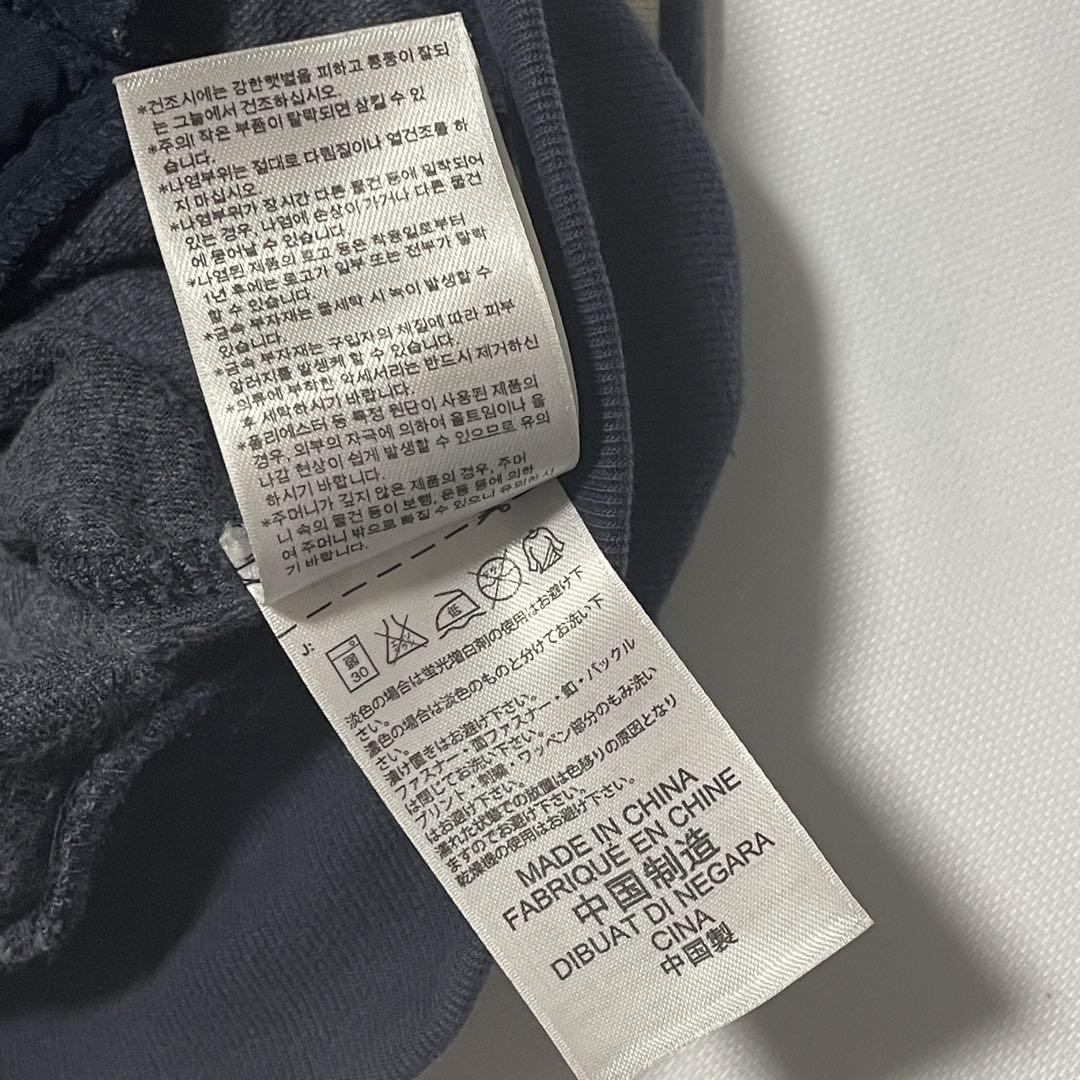 *건조시에는 강한햇볕을 피하고 통풍이 잘되
는 그늘에서 건조하십시오.
*주의! 작은 부품이 탈락되면 삼킬 수 있
습니다.
*나염부위는 절대로 다림질이나 열건조를 하
지 마십시오
*나염부위가 장시간 다른 물건 등에 밀착되어
있는 경우, 나염에 손상이 가거나 다른 물건
에 묻어날 수 있습니다
*나염된 제품의 로고 등은 착용일로부터
1년 후에는 로고가 일부 또는 전부가 탈락
할 수 있습니다.
*금속 부자재는 물세탁 시 녹이 발생할 수
있습니다.
*금속 부자재는 구입자의 체질에 따라 피부
알러지를 발생케 할 수 있습니다.
*의류에 부착한 악세서리는 반드시 제거하신
후 세탁하시기 바랍니다.
*폴리에스터 등 특정 원단이 사용된 제품의
경우, 외부의 자극에 의하여 올트임이나 올
나감 현상이 쉽게 발생할 수 있으므로 유의
하시기 바랍니다.
*주머니가 깊지 않은 제품의 경우, 주머
니 속의 물건 등이 보행, 운동 등에 의하
여 주머니 밖으로 빠질 수 있으니 유의하시
기 바랍니다.
J:
弱
30
エンソサラシ
低
淡色の場合は蛍光増白剤の使用はお避け下
さい。
濃色の場合は淡色のものと分けてお洗い下
さい。
漬け置きはお避け下さい。
ファスナー・面ファスナー・釦・バックル
は閉じてお洗い下さい。
プリント・刺繍・ワッペン部分のもみ洗い
はお避け下さい。
濡れた状態での放置は色移りの原因となり
ますのでお避け下さい。
乾燥機の使用はお避け下さい。
MADE IN CHINA
FABRIQUÉ EN CHINE
中国制造
DIBUAT DI NEGARA
CINA
中国製